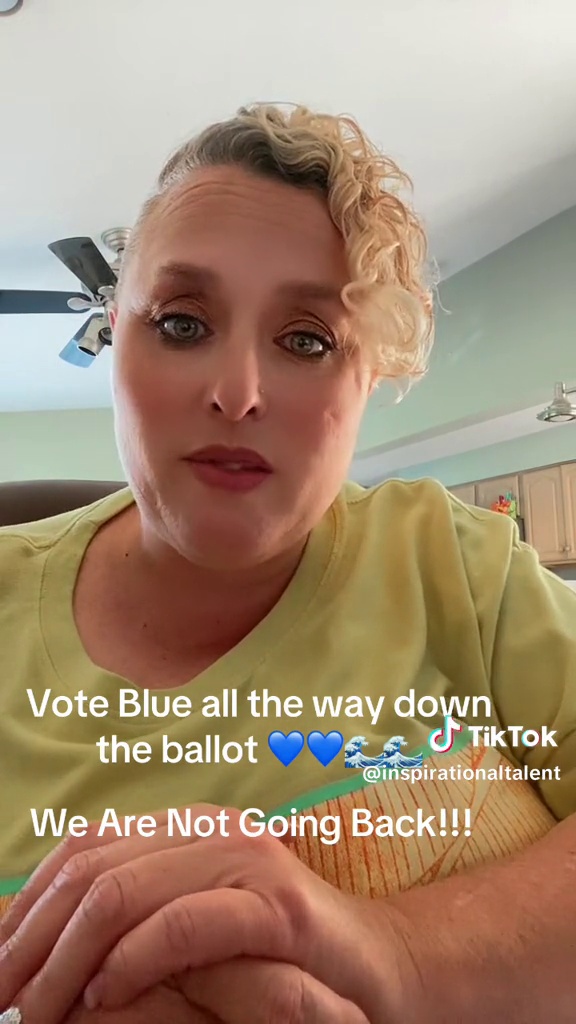 Vote Blue all the way down
the ballot 💙💙🌊🌊
TikTok
@inspirationaltalent
We Are Not Going Back!!!